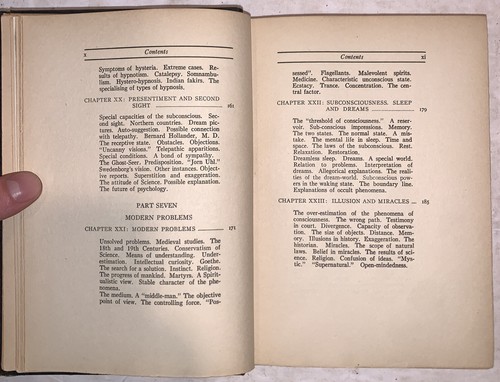 x
Contents
Symptoms of hysteria. Extreme cases. Re-
sults of hypnotism. Catalepsy. Somnambu-
lism. Hystero-hypnosis. Indian fakirs. The
specialising of types of hypnosis.
CHAPTER XX: PRESENTIMENT AND SECOND
SIGHT 161
Special capacities of the subconscious. Sec-
ond sight. Northern countries. Dream pic-
tures. Auto-suggestion. Possible connection
with telepathy. Bernard Hollander, M. D.
The receptive state. Obstacles. Objections.
"Uncanny visions." Telepathic apparitions.
Special conditions. A bond of sympathy.
The Ghost-Seer. Predisposition. "Jera Uld."
Swedenborg's vision. Other instances. Objec-
tive reports. Superstition and exaggeration.
The attitude of Science. Possible explanation.
The future of psychology.
PART SEVEN
MODERN PROBLEMS
CHAPTER XXI: MODERN PROBLEMS 171
Unsolved problems. Medieval studies. The
18th and 19th Centuries. Conservatism of
Science. Means of understanding. Under-
estimation. Intellectual curiosity. Goethe.
The search for a solution. Instinct. Religion.
The progress of mankind. Martyrs. A Spirit-
ualistic view. Stable character of the phe-
nomena.
The medium. A "middle-man." The objective
point of view. The controlling force. "Pos-
Contents
xi
sessed". Flagellants. Malevolent spirits.
Medicine. Characteristic unconscious state.
Ecstacy. Trance. Concentration. The cen-
tral factor.
CHAPTER XXII: SUBCONSCIOUSNESS. SLEEP
AND DREAMS 179
The "threshold of consciousness." A reser-
voir. Sub-conscious impressions. Memory.
The two states. The normal state. A mis-
take. The mental life in sleep. Time and
space. The laws of the subconscious. Rest.
Relaxation. Restoration.
Dreamless sleep. Dreams. A special world.
Relation to problems. Interpretation of
dreams. Allegorical explanations. The reali-
ties of the dream-world. Subconscious pow-
ers in the waking state. The boundary line.
Explanations of occult phenomena.
CHAPTER XXIII: ILLUSION AND MIRACLES 185
The over-estimation of the phenomena of
consciousness. The wrong path. Testimony
in court. Divergence. Capacity of observa-
tion. The size of objects. Distance. Mem-
ory. Illusions in history. Exaggeration. The
historian. Miracles. The scope of natural
laws. Belief in miracles. The results of sci-
ence. Religion. Confusion of ideas. "Mys-
tic." "Supernatural." Open-mindedness.